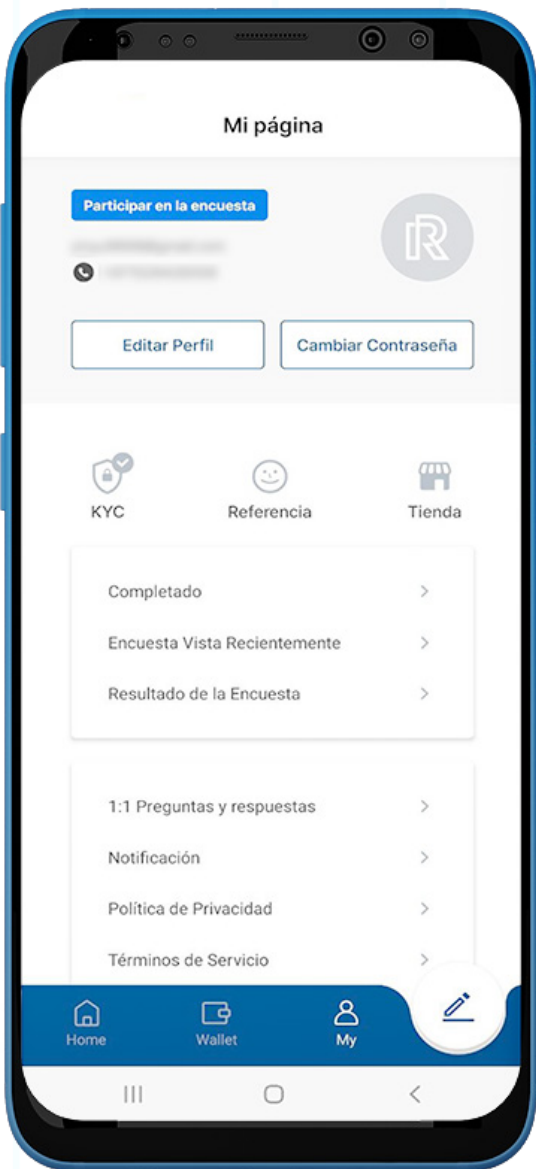 Mi página
Participar en la encuesta
Editar Perfil
Cambiar Contraseña
KYC
Referencia
Tienda
Completado
Encuesta Vista Recientemente
Resultado de la Encuesta
1:1 Preguntas y respuestas
Notificación
Política de Privacidad
Términos de Servicio
Home
Wallet
My